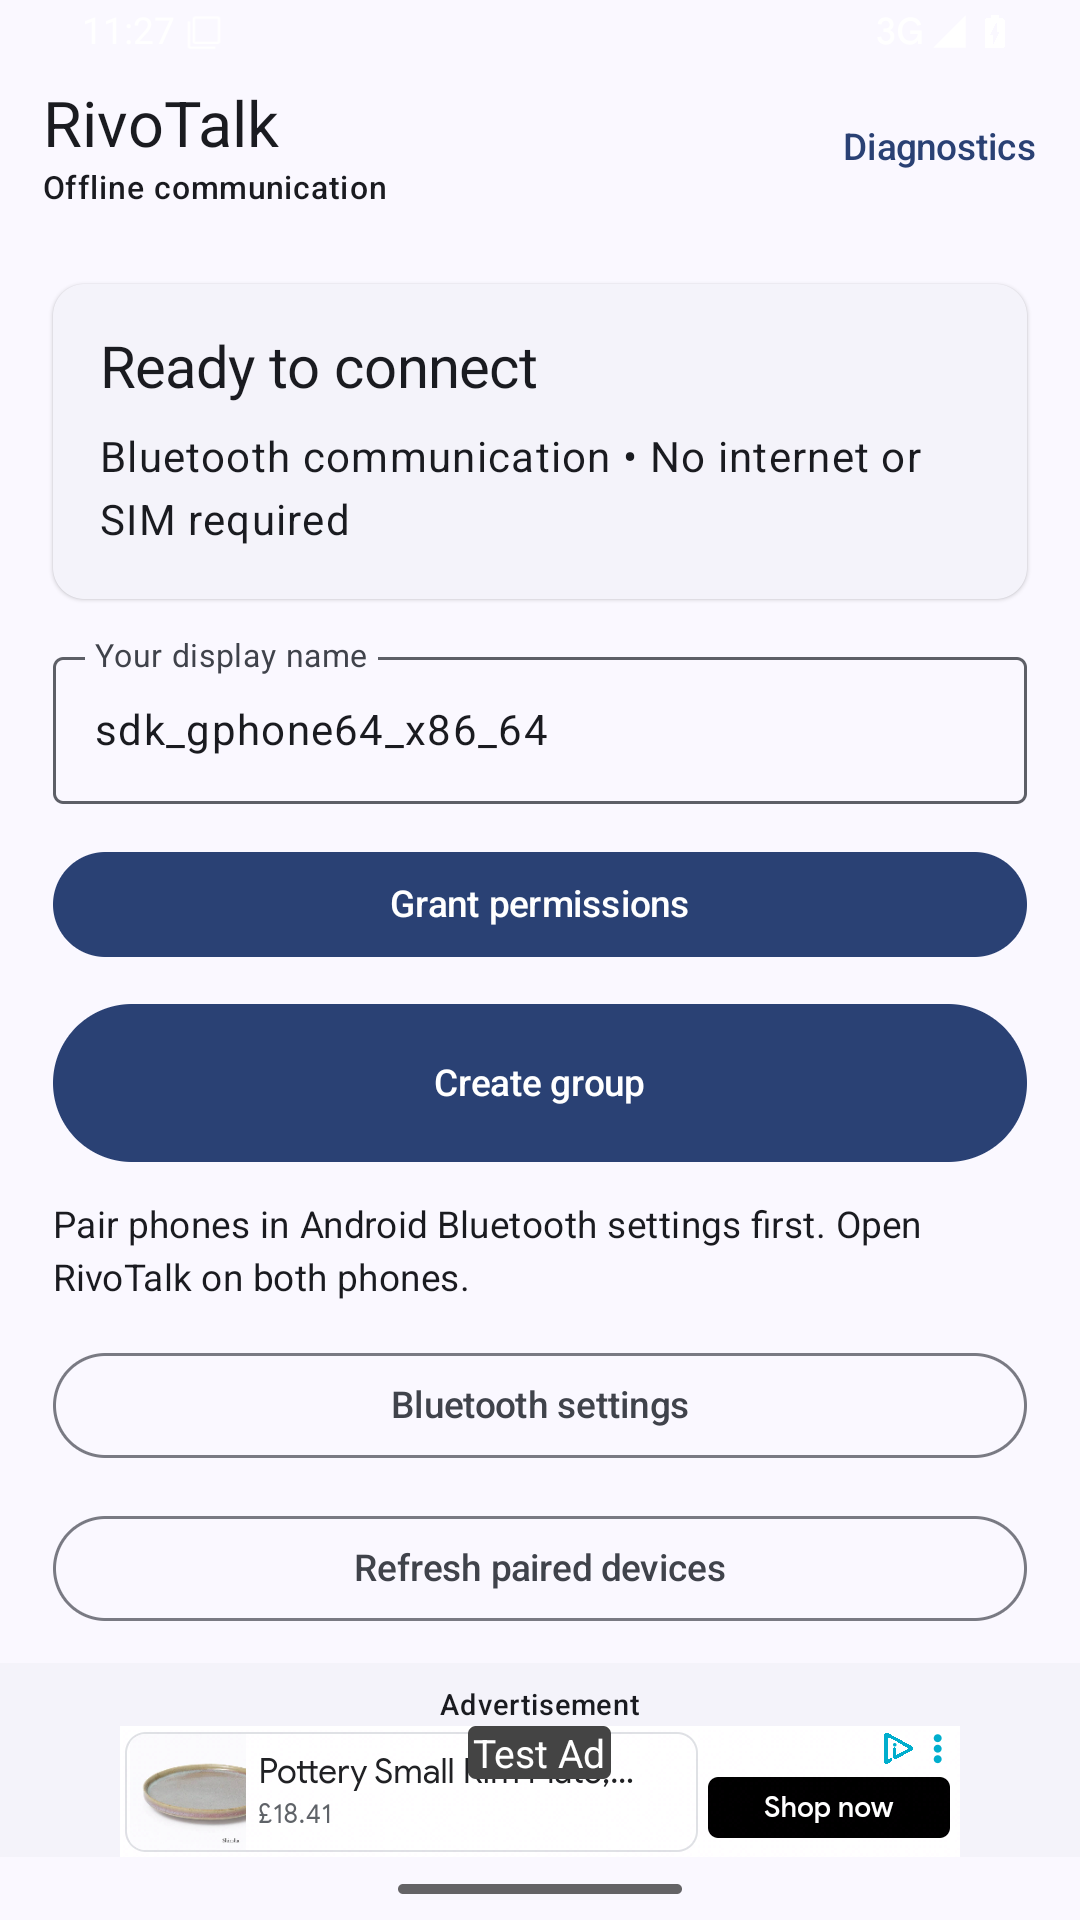 11:27
3G
RivoTalk
Offline communication
Diagnostics
Ready to connect
Bluetooth communication • No internet or
SIM required
Your display name
sdk_gphone64_x86_64
Grant permissions
Create group
Pair phones in Android Bluetooth settings first. Open
RivoTalk on both phones.
Bluetooth settings
Refresh paired devices
Advertisement
Test Ad
Pottery Small Rim Plate,...
£18.41
Shop now